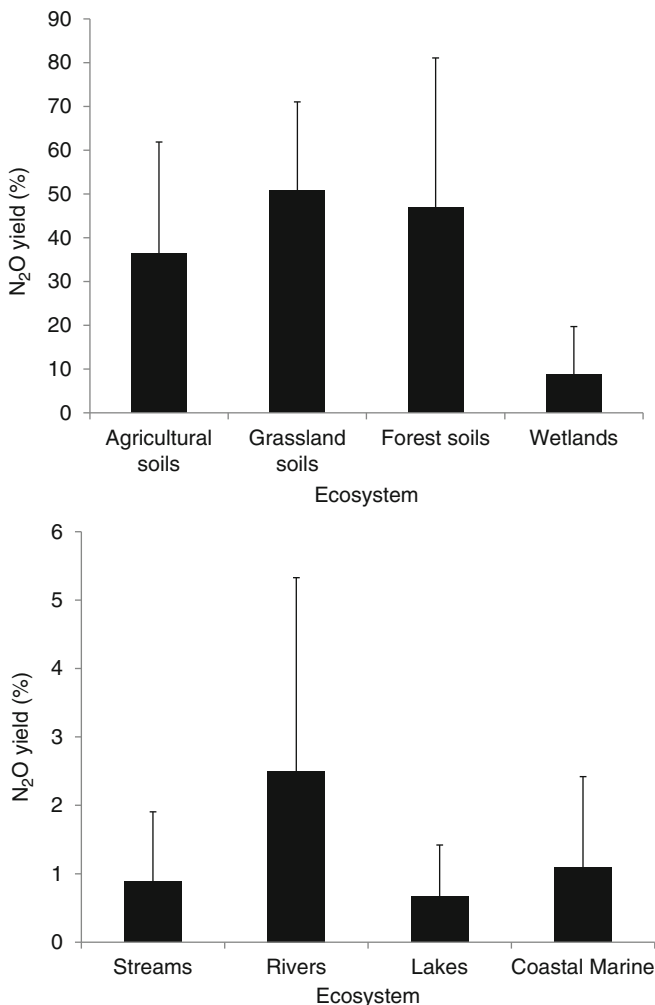 90
80
70
60
50
40
30
20
10
0
N₂O yield (%)
Agricultural soils
Grassland soils
Forest soils
Wetlands
Ecosystem
6
5
4
3
2
1
0
N₂O yield (%)
Streams
Rivers
Lakes
Coastal Marine
Ecosystem